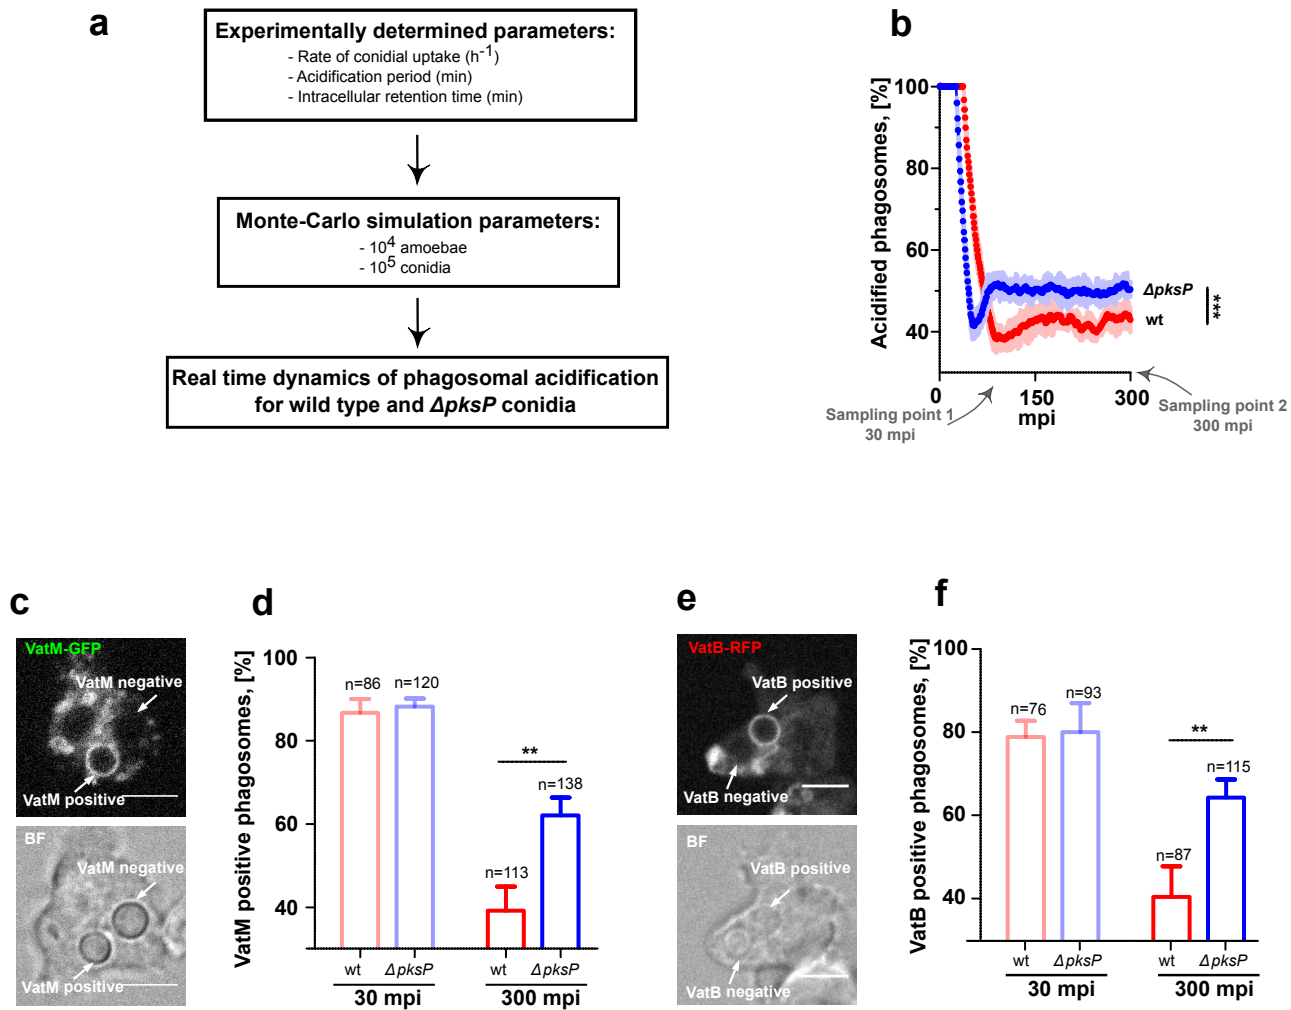 a
Experimentally determined parameters:
- Rate of conidial uptake (h-1)
- Acidification period (min)
- Intracellular retention time (min)
Monte-Carlo simulation parameters:
- 10^4 amoebae
- 10^5 conidia
Real time dynamics of phagosomal acidification
for wild type and ΔpksP conidia
b
Acidified phagosomes, [%]
100
80
60
40
0
150
300
mpi
ΔpksP
wt
***
Sampling point 1
30 mpi
Sampling point 2
300 mpi
c
VatM-GFP
VatM negative
VatM positive
BF
VatM negative
VatM positive
d
VatM positive phagosomes, [%]
100
80
60
40
n=86
n=120
n=113
n=138
**
wt
ΔpksP
wt
ΔpksP
30 mpi
300 mpi
e
VatB-RFP
VatB positive
VatB negative
BF
VatB positive
VatB negative
f
VatB positive phagosomes, [%]
100
80
60
40
n=76
n=93
n=87
n=115
**
wt
ΔpksP
wt
ΔpksP
30 mpi
300 mpi